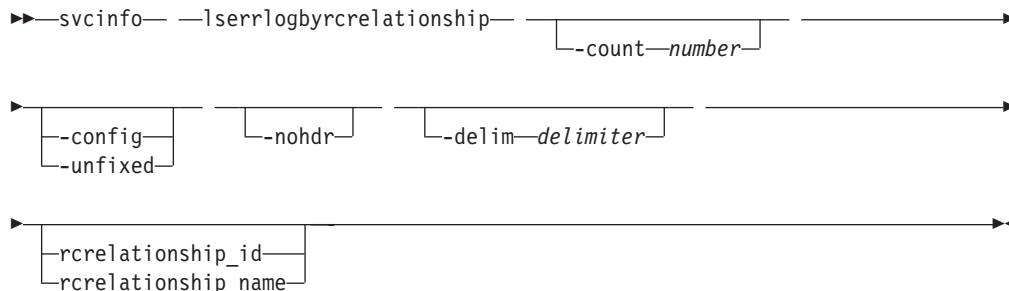 svcinfo lserrlogbyrcrelationship
-count number
-config -nohdr -delim delimiter
-unfixed
rcrelationship_id
rcrelationship_name